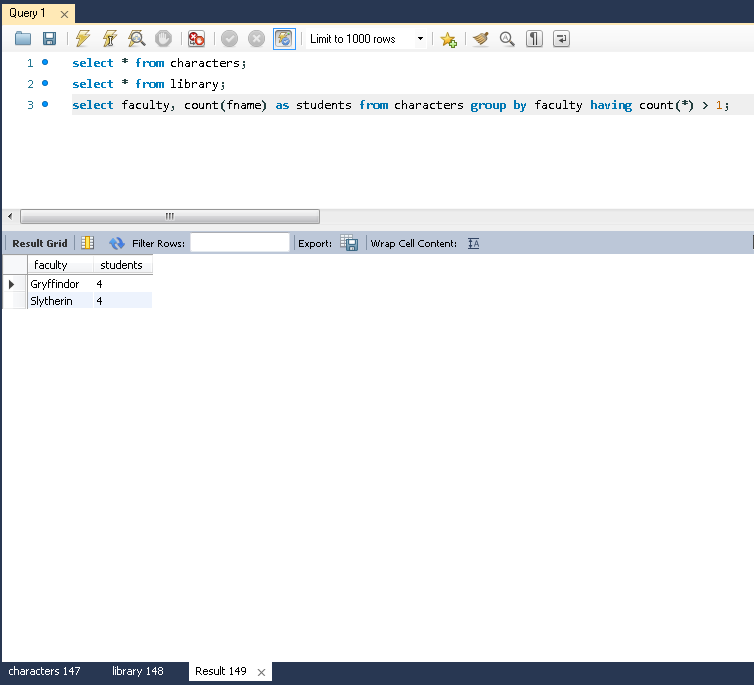 Query 1
Limit to 1000 rows
1 select * from characters;
2 select * from library;
3 select faculty, count(fname) as students from characters group by faculty having count(*) > 1;
Result Grid Filter Rows: Export: Wrap Cell Content:
faculty students
Gryffindor 4
Slytherin 4
characters 147 library 148 Result 149